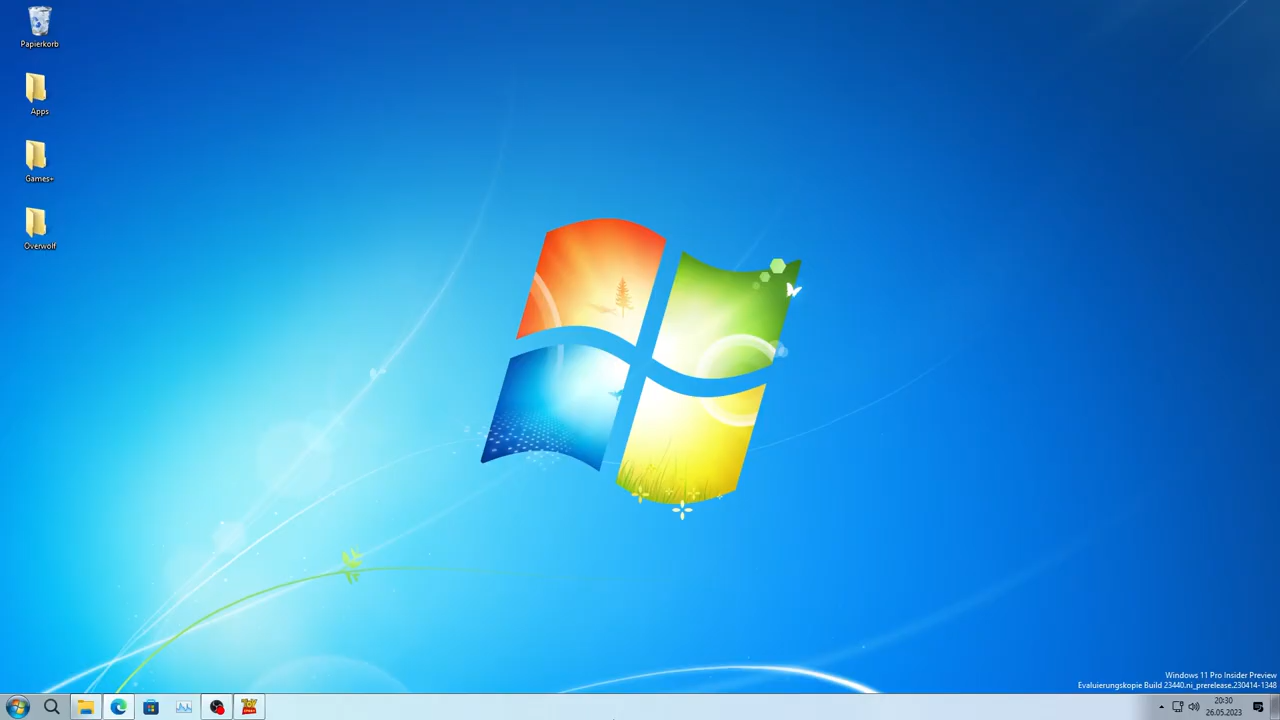 Papierkorb
Apps
Games+
Overwolf
Windows 11 Pro Insider Preview
Evaluierungskopie Build 23440.ni_prerelease.230414-1348
20:30
26.05.2023